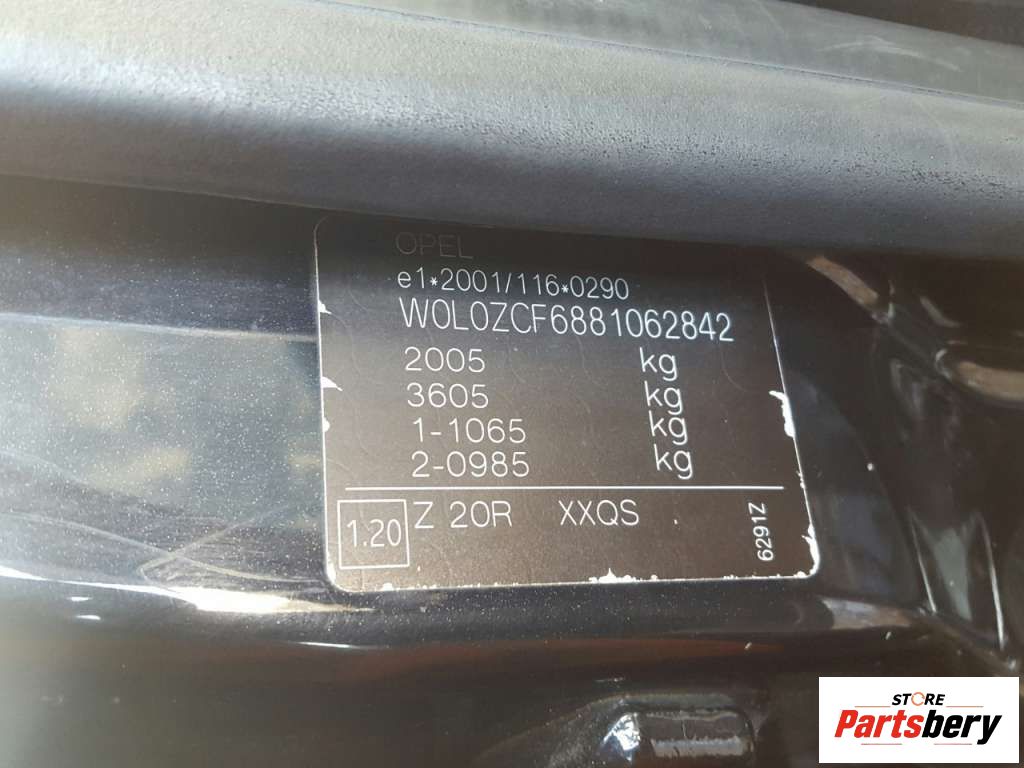 OPEL
e1*2001/116*0290
W0L0ZCF6881062842
2005 kg
3605 kg
1-1065 kg
2-0985 kg
1.20 Z 20R XXQS
6291Z
STORE
Partsbery